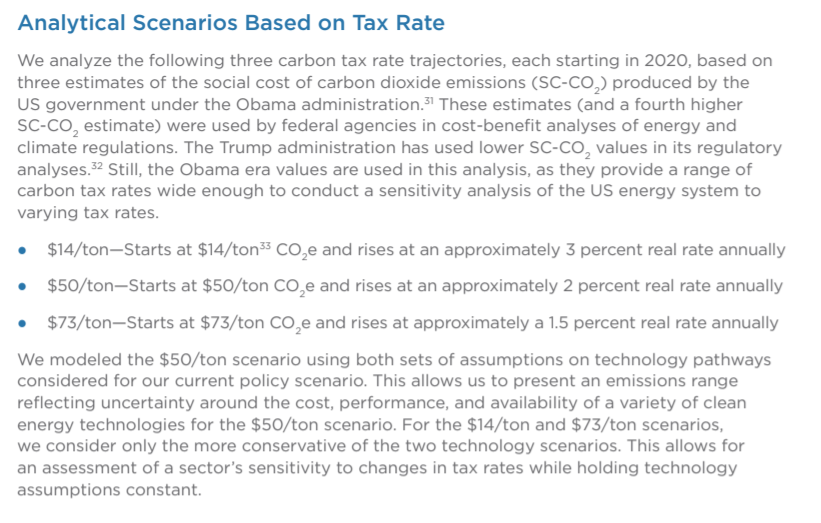 Analytical Scenarios Based on Tax Rate
We analyze the following three carbon tax rate trajectories, each starting in 2020, based on
three estimates of the social cost of carbon dioxide emissions (SC-CO₂) produced by the
US government under the Obama administration.³¹ These estimates (and a fourth higher
SC-CO₂ estimate) were used by federal agencies in cost-benefit analyses of energy and
climate regulations. The Trump administration has used lower SC-CO₂ values in its regulatory
analyses.³² Still, the Obama era values are used in this analysis, as they provide a range of
carbon tax rates wide enough to conduct a sensitivity analysis of the US energy system to
varying tax rates.
• $14/ton—Starts at $14/ton³³ CO₂e and rises at an approximately 3 percent real rate annually
• $50/ton—Starts at $50/ton CO₂e and rises at an approximately 2 percent real rate annually
• $73/ton—Starts at $73/ton CO₂e and rises at approximately a 1.5 percent real rate annually
We modeled the $50/ton scenario using both sets of assumptions on technology pathways
considered for our current policy scenario. This allows us to present an emissions range
reflecting uncertainty around the cost, performance, and availability of a variety of clean
energy technologies for the $50/ton scenario. For the $14/ton and $73/ton scenarios,
we consider only the more conservative of the two technology scenarios. This allows for
an assessment of a sector's sensitivity to changes in tax rates while holding technology
assumptions constant.